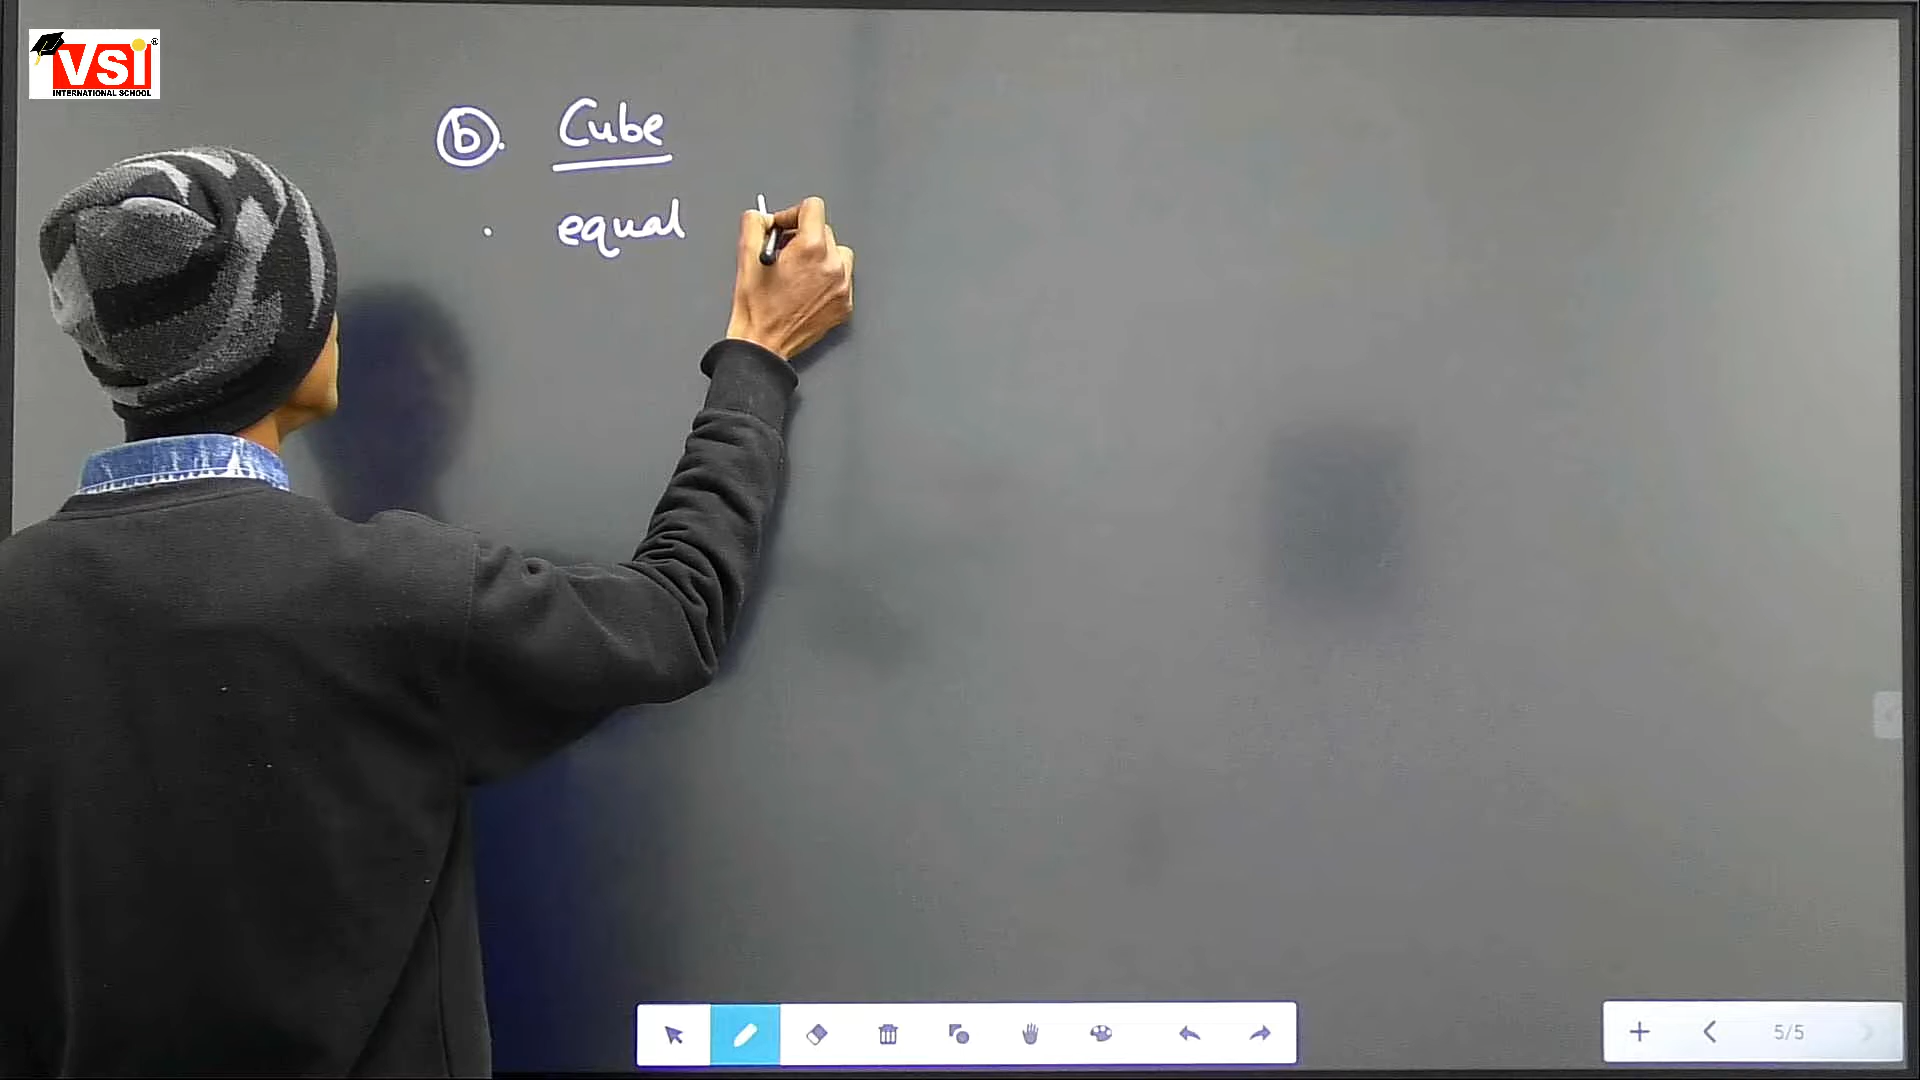 VSI
INTERNATIONAL SCHOOL
b. Cube
· equal
5/5